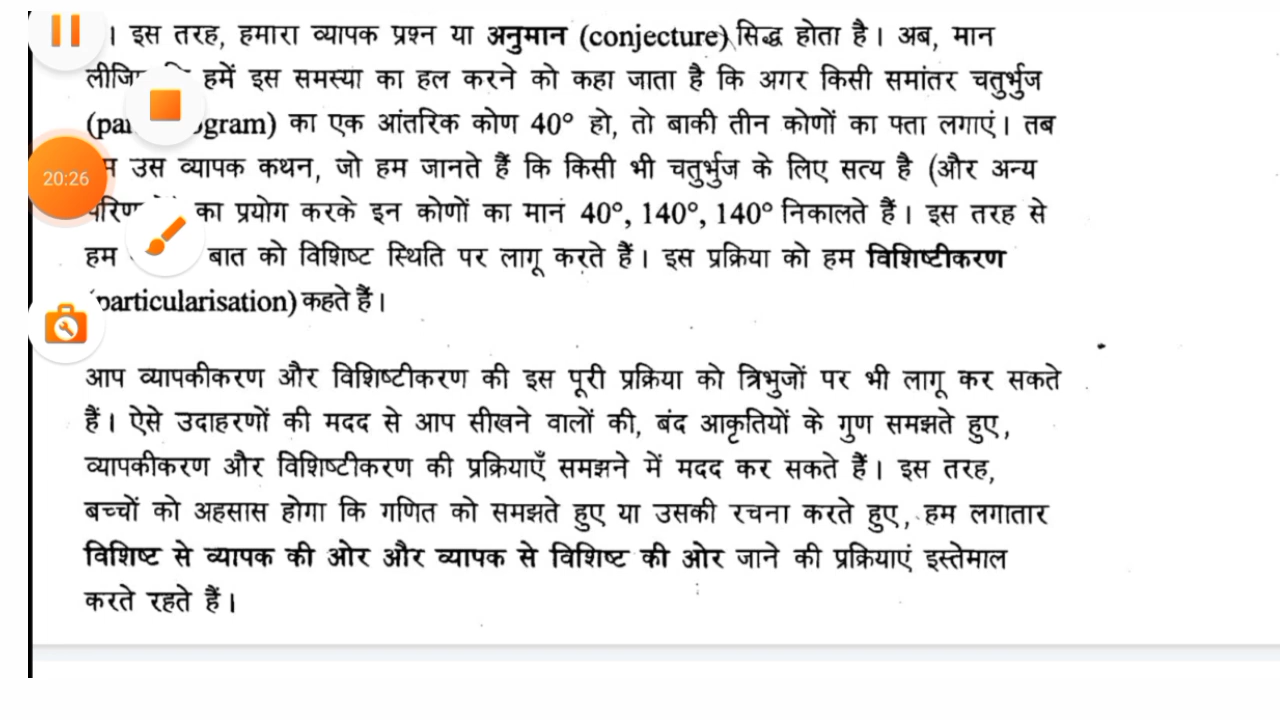 । इस तरह, हमारा व्यापक प्रश्न या अनुमान (conjecture) सिद्ध होता है। अब, मान
हमें इस समस्या का हल करने को कहा जाता है कि अगर किसी समांतर चतुर्भुज
का एक आंतरिक कोण 40° हो, तो बाकी तीन कोणों का पता लगाएं। तब
उस व्यापक कथन, जो हम जानते हैं कि किसी भी चतुर्भुज के लिए सत्य है (और अन्य
20:26
का प्रयोग करके इन कोणों का मान 40°, 140°, 140° निकालते हैं। इस तरह से
हम बात को विशिष्ट स्थिति पर लागू करते हैं। इस प्रक्रिया को हम विशिष्टीकरण
(particularisation) कहते हैं।
आप व्यापकीकरण और विशिष्टीकरण की इस पूरी प्रक्रिया को त्रिभुजों पर भी लागू कर सकते
हैं। ऐसे उदाहरणों की मदद से आप सीखने वालों की, बंद आकृतियों के गुण समझते हुए,
व्यापकीकरण और विशिष्टीकरण की प्रक्रियाएँ समझने में मदद कर सकते हैं। इस तरह,
बच्चों को अहसास होगा कि गणित को समझते हुए या उसकी रचना करते हुए, हम लगातार
विशिष्ट से व्यापक की ओर और व्यापक से विशिष्ट की ओर जाने की प्रक्रियाएं इस्तेमाल
करते रहते हैं।